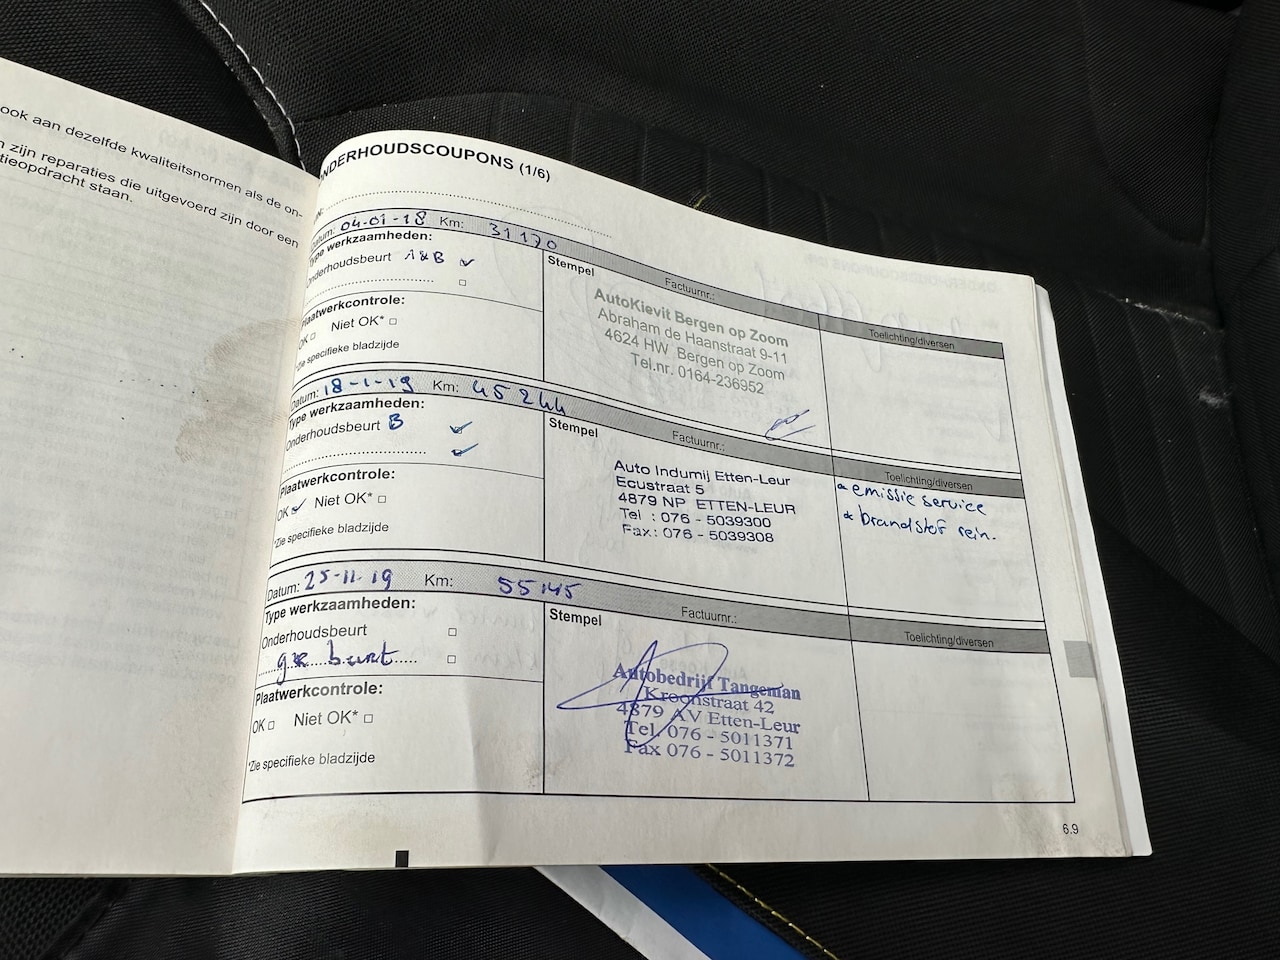 ook aan dezelfde kwaliteitsnormen als de on-
zijn reparaties die uitgevoerd zijn door een
tieopdracht staan.
NDERHOUDSCOUPONS (1/6)
Datum: 04-01-18 Km: 31170
Type werkzaamheden:
Onderhoudsbeurt A&B
Plaatwerkcontrole:
OK Niet OK*
*Zie specifieke bladzijde
Stempel
Factuurnr.:
AutoKievit Bergen op Zoom
Abraham de Haanstraat 9-11
4624 HW Bergen op Zoom
Tel.nr. 0164-236952
Toelichting/diversen
Datum: 18-1-19 Km: 45244
Type werkzaamheden:
Onderhoudsbeurt B
Plaatwerkcontrole:
OK Niet OK*
*Zie specifieke bladzijde
Stempel
Factuurnr.:
Auto Indumij Etten-Leur
Ecustraat 5
4879 NP ETTEN-LEUR
Tel : 076 - 5039300
Fax: 076 - 5039308
Toelichting/diversen
* emissie service
* brandstof rein.
Datum: 25-11-19 Km: 55145
Type werkzaamheden:
Onderhoudsbeurt
beurt
Plaatwerkcontrole:
OK Niet OK*
*Zie specifieke bladzijde
Stempel
Factuurnr.:
Autobedrijf Tangeman
Kroonstraat 42
4879 AV Etten-Leur
Tel. 076 - 5011371
Fax 076 - 5011372
Toelichting/diversen
6.9